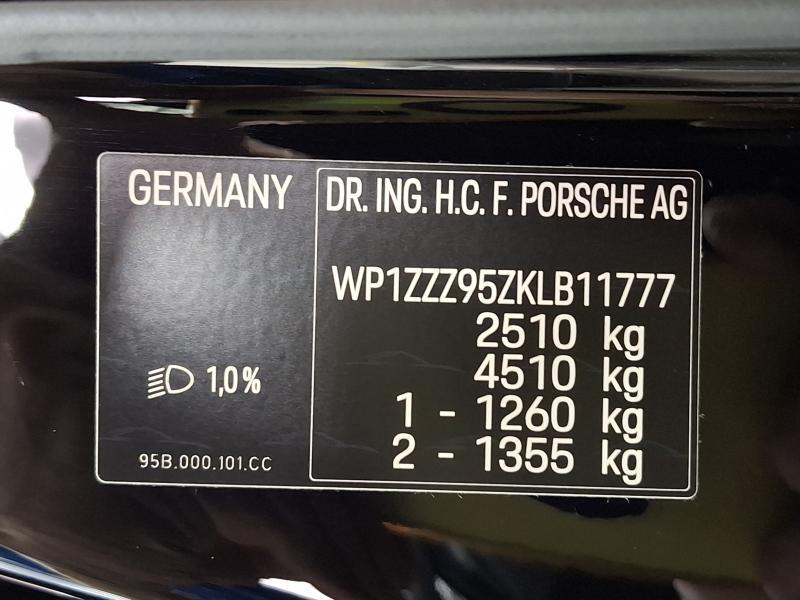 GERMANY
1,0%
95B.000.101.CC
DR. ING. H.C. F. PORSCHE AG
WP1ZZZ95ZKLB11777
2510 kg
4510 kg
1 - 1260 kg
2 - 1355 kg